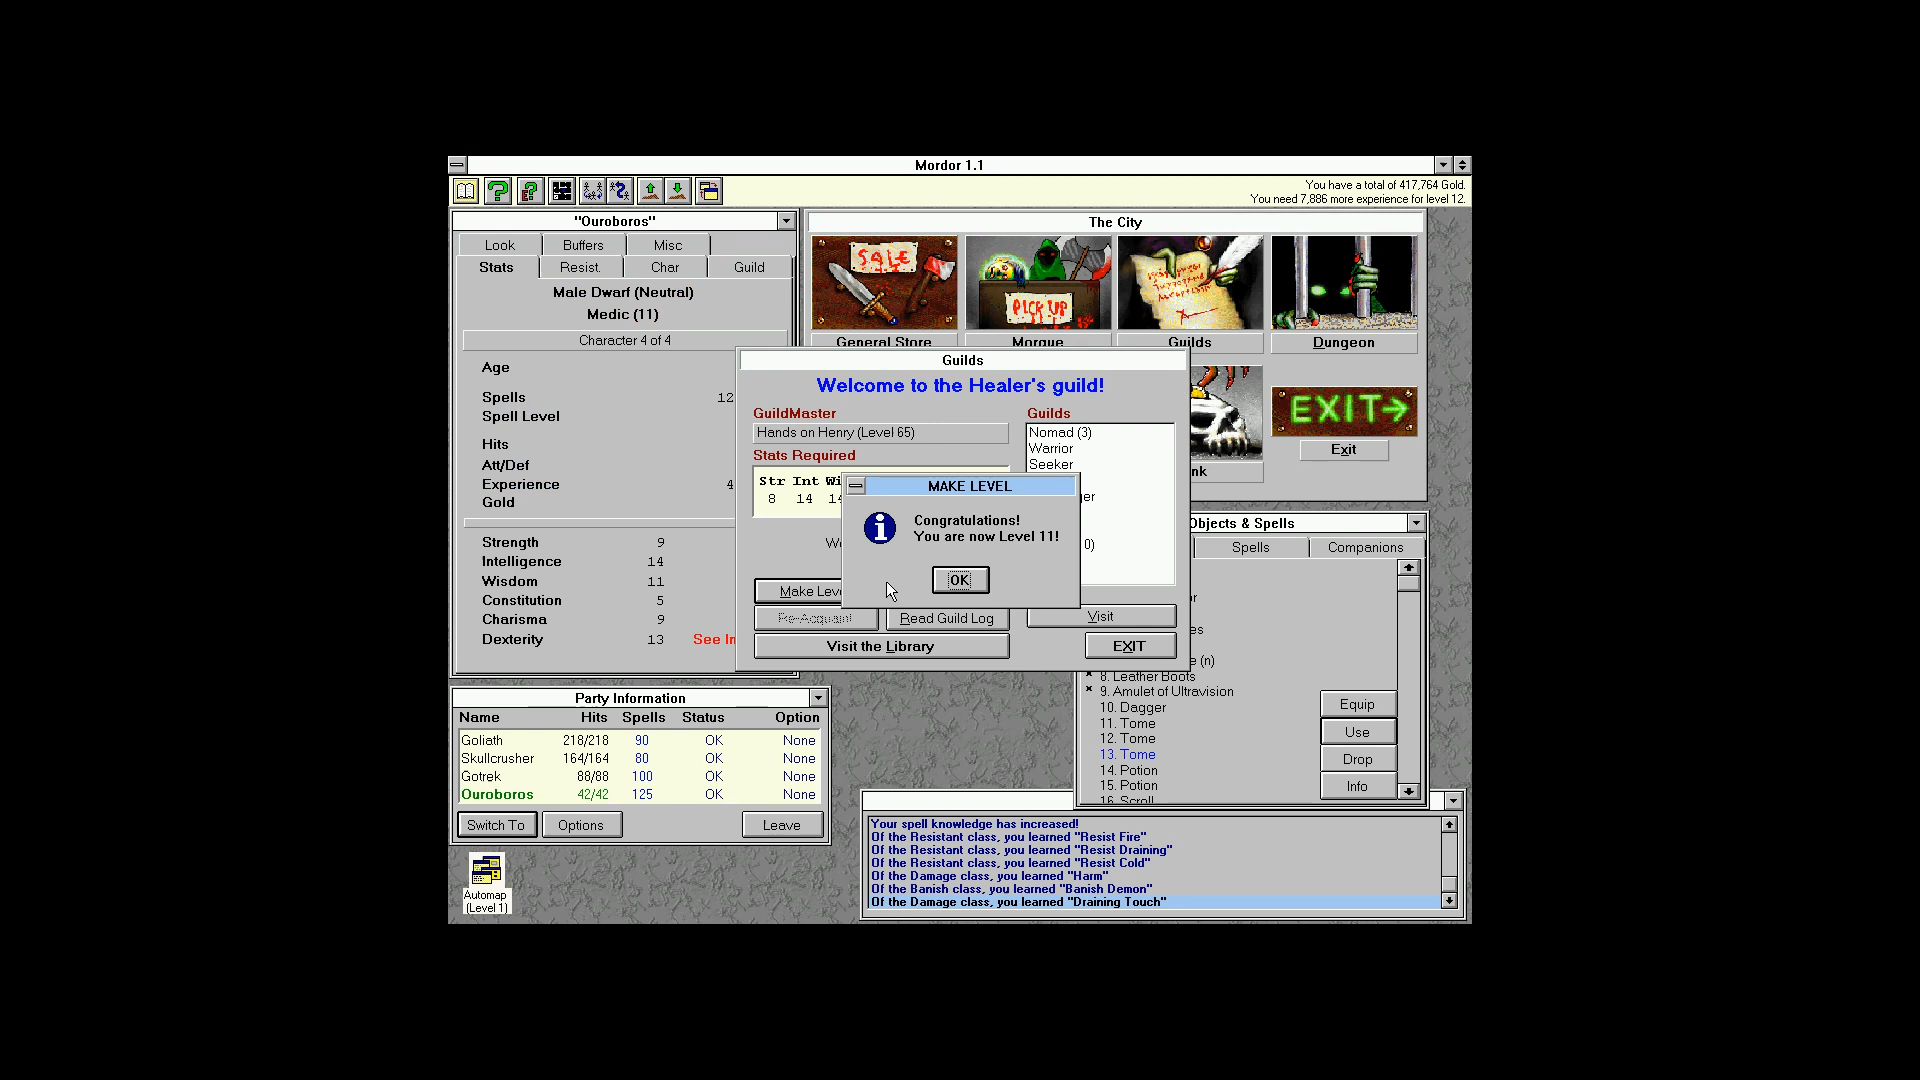 Mordor 1.1
You have a total of 417,764 Gold.
You need 7,886 more experience for level 12.
"Ouroboros"
Look Buffers Misc
Stats Resist. Char Guild
Male Dwarf (Neutral)
Medic (11)
Character 4 of 4
Age
Spells 12
Spell Level
Hits
Att/Def
Experience 4
Gold
Strength 9
Intelligence 14
Wisdom 11
Constitution 5
Charisma 9
Dexterity 13 See In
The City
SALE
PICK UP
General Store Morgue Guilds Dungeon
EXIT→
Exit
nk
Guilds
Welcome to the Healer's guild!
GuildMaster
Hands on Henry (Level 65)
Stats Required
Str Int Wi
8 14 14
Guilds
Nomad (3)
Warrior
Seeker
ger
0)
MAKE LEVEL
Congratulations!
You are now Level 11!
OK
Make Leve
Re-Acquaint Read Guild Log Visit
Visit the Library EXIT
Objects & Spells
Spells Companions
or
es
e (n)
8. Leather Boots
9. Amulet of Ultravision
10. Dagger
11. Tome
12. Tome
13. Tome
14. Potion
15. Potion
16. Scroll
Equip
Use
Drop
Info
Party Information
Name Hits Spells Status Option
Goliath 218/218 90 OK None
Skullcrusher 164/164 80 OK None
Gotrek 88/88 100 OK None
Ouroboros 42/42 125 OK None
Switch To Options Leave
Automap
(Level 1)
Your spell knowledge has increased!
Of the Resistant class, you learned "Resist Fire"
Of the Resistant class, you learned "Resist Draining"
Of the Resistant class, you learned "Resist Cold"
Of the Damage class, you learned "Harm"
Of the Banish class, you learned "Banish Demon"
Of the Damage class, you learned "Draining Touch"